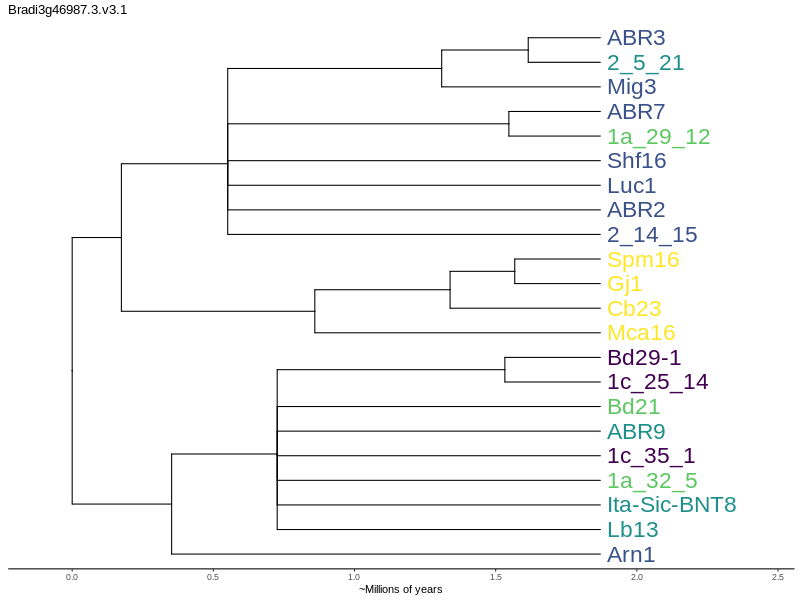 Bradi3g46987.3.v3.1
ABR3
2_5_21
Mig3
ABR7
1a_29_12
Shf16
Luc1
ABR2
2_14_15
Spm16
Gj1
Cb23
Mca16
Bd29-1
1c_25_14
Bd21
ABR9
1c_35_1
1a_32_5
Ita-Sic-BNT8
Lb13
Arn1
0.0 0.5 1.0 1.5 2.0 2.5
~Millions of years